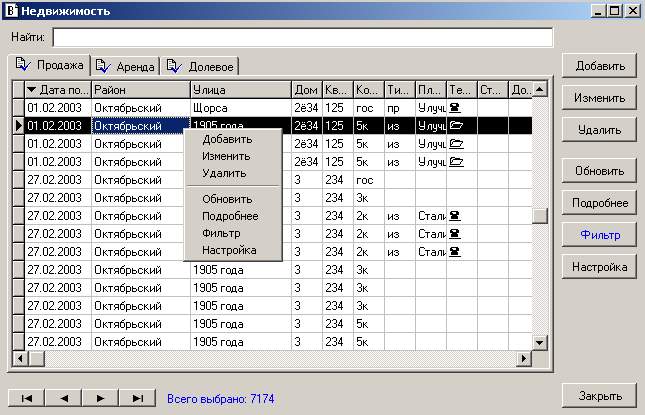 Недвижимость
Найти:
Продажа Аренда Долевое
Дата по... Район Улица Дом Кв... Ко... Ти... Пл... Те... Ст... До...
01.02.2003 Октябрьский Щорса 2ё34 125 гос пр Улучш
01.02.2003 Октябрьский 1905 года 2ё34 125 5к из Улучш
01.02.2003 Октябрьский 2ё34 125 5к из Улучш
01.02.2003 Октябрьский 2ё34 125 5к из Улучш
27.02.2003 Октябрьский 3 234 гос
27.02.2003 Октябрьский 3 234 3к
27.02.2003 Октябрьский 3 234 2к из Стали
27.02.2003 Октябрьский 3 234 2к из Стали
27.02.2003 Октябрьский 3 234 2к из Стали
27.02.2003 Октябрьский 1905 года 3 234 3к
27.02.2003 Октябрьский 1905 года 3 234 3к
27.02.2003 Октябрьский 1905 года 3 234 3к
27.02.2003 Октябрьский 1905 года 3 234 5к
27.02.2003 Октябрьский 1905 года 3 234 5к
Добавить
Изменить
Удалить
Обновить
Подробнее
Фильтр
Настройка
Добавить
Изменить
Удалить
Обновить
Подробнее
Фильтр
Настройка
Всего выбрано: 7174
Закрыть